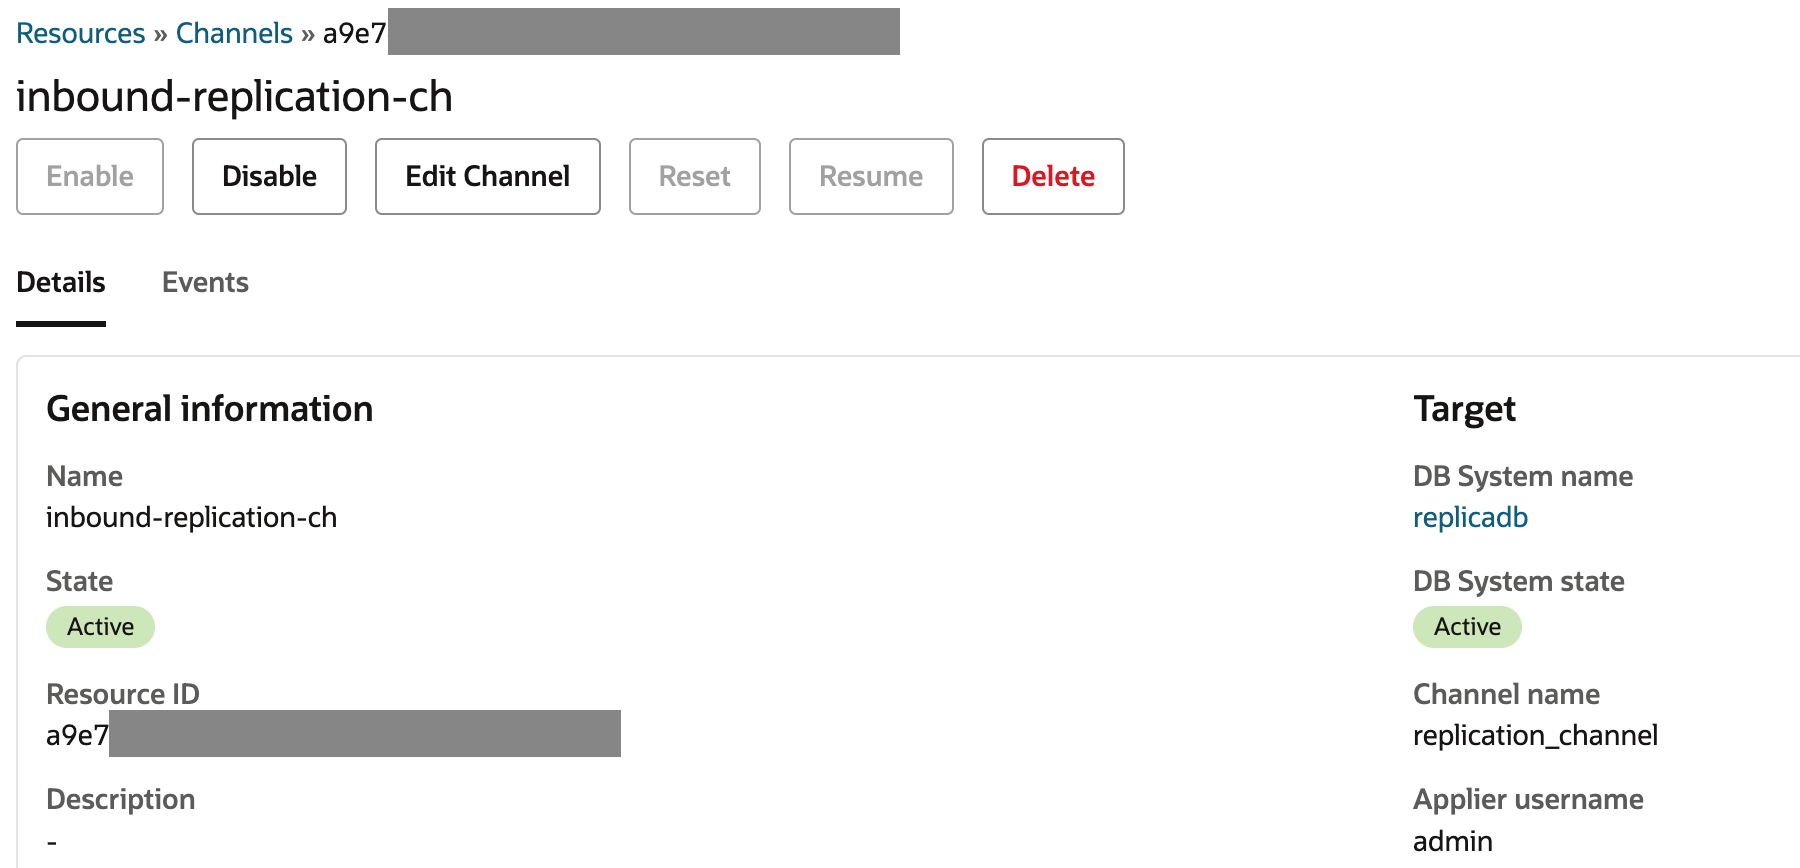 Resources » Channels » a9e7
inbound-replication-ch
Enable Disable Edit Channel Reset Resume Delete
Details Events
General information
Name
inbound-replication-ch
State
Active
Resource ID
a9e7
Description
-
Target
DB System name
replicadb
DB System state
Active
Channel name
replication_channel
Applier username
admin